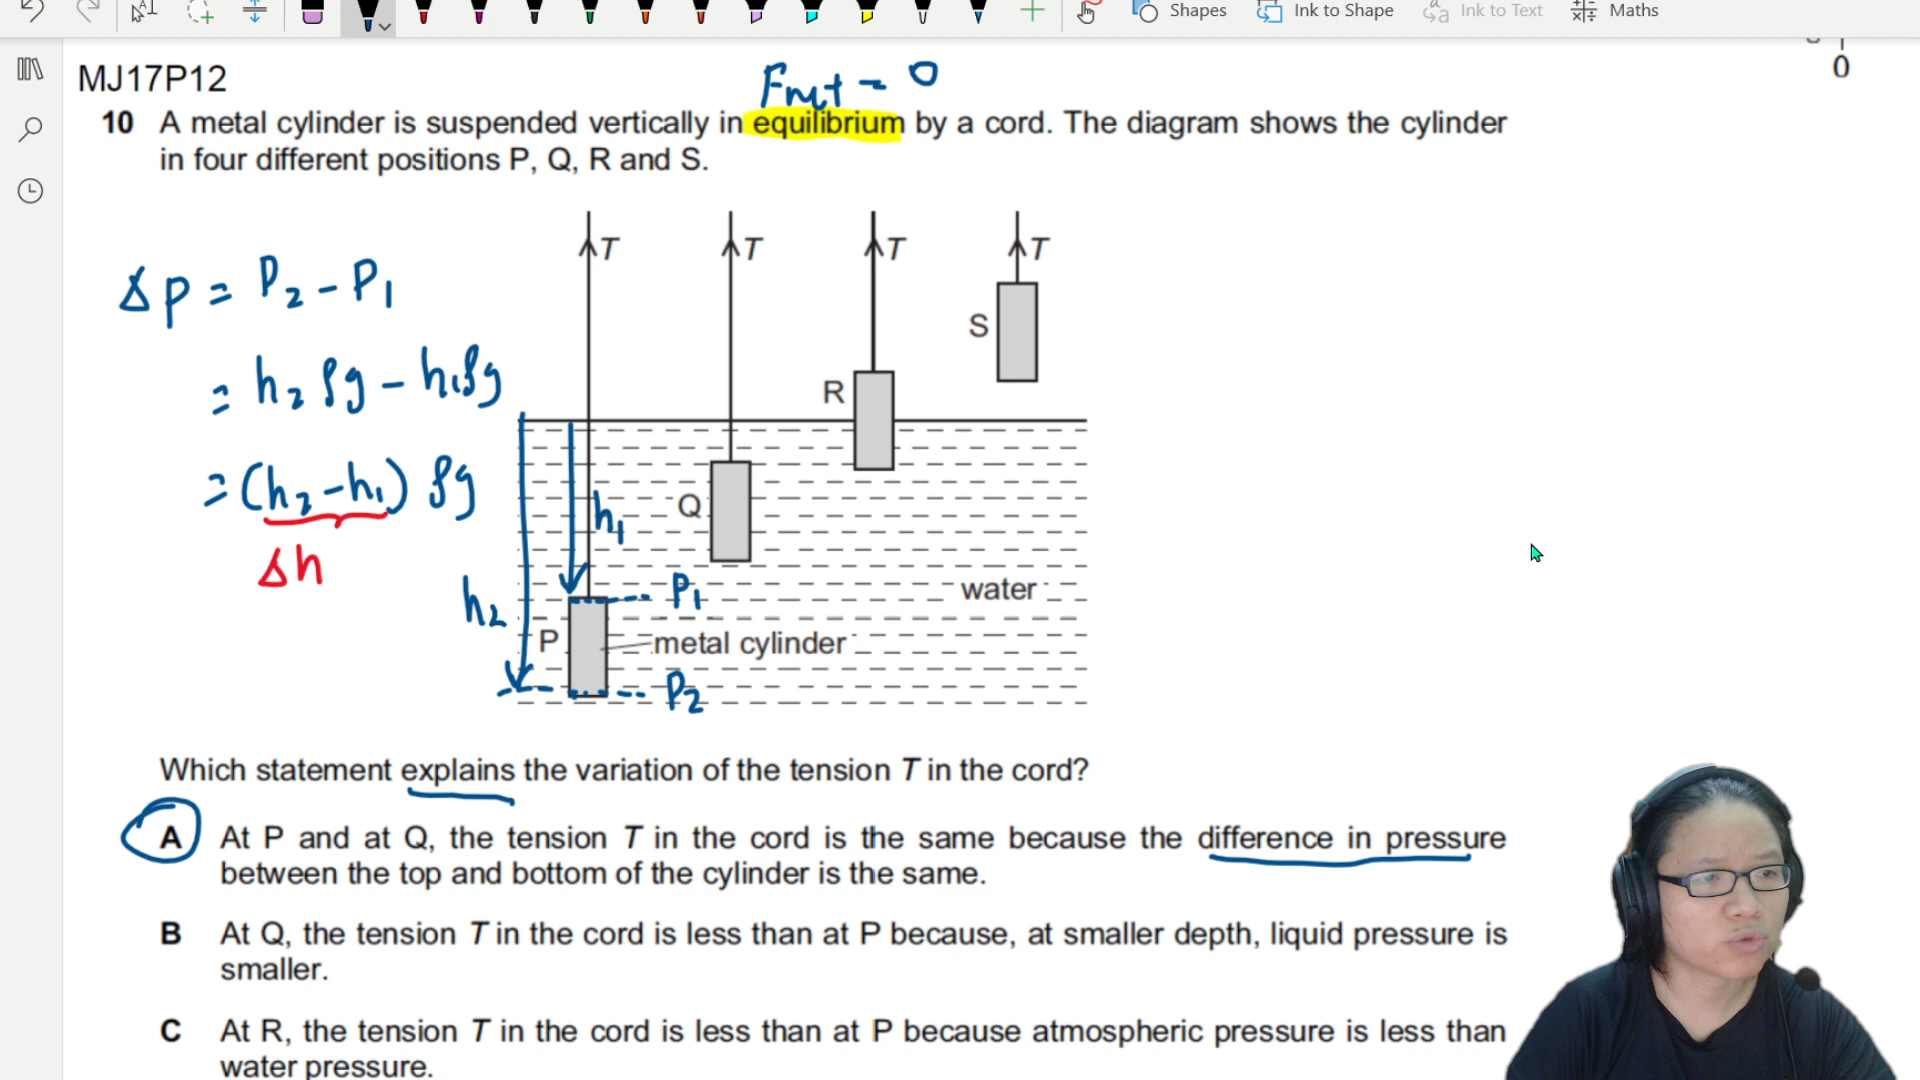 Shapes Ink to Shape Ink to Text Maths
0
MJ17P12
Fnet = 0
10 A metal cylinder is suspended vertically in equilibrium by a cord. The diagram shows the cylinder
in four different positions P, Q, R and S.
T T T T
Δp = P2 - P1
= h2ρg - h1ρg
= (h2 - h1) ρg
Δh
S
R
Q
h1
h2
P1
water
P
metal cylinder
P2
Which statement explains the variation of the tension T in the cord?
A At P and at Q, the tension T in the cord is the same because the difference in pressure
between the top and bottom of the cylinder is the same.
B At Q, the tension T in the cord is less than at P because, at smaller depth, liquid pressure is
smaller.
C At R, the tension T in the cord is less than at P because atmospheric pressure is less than
water pressure.